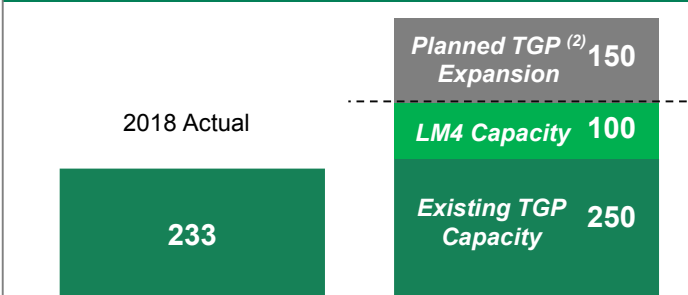 Planned TGP (2) 150
Expansion
2018 Actual
LM4 Capacity 100
233
Existing TGP 250
Capacity